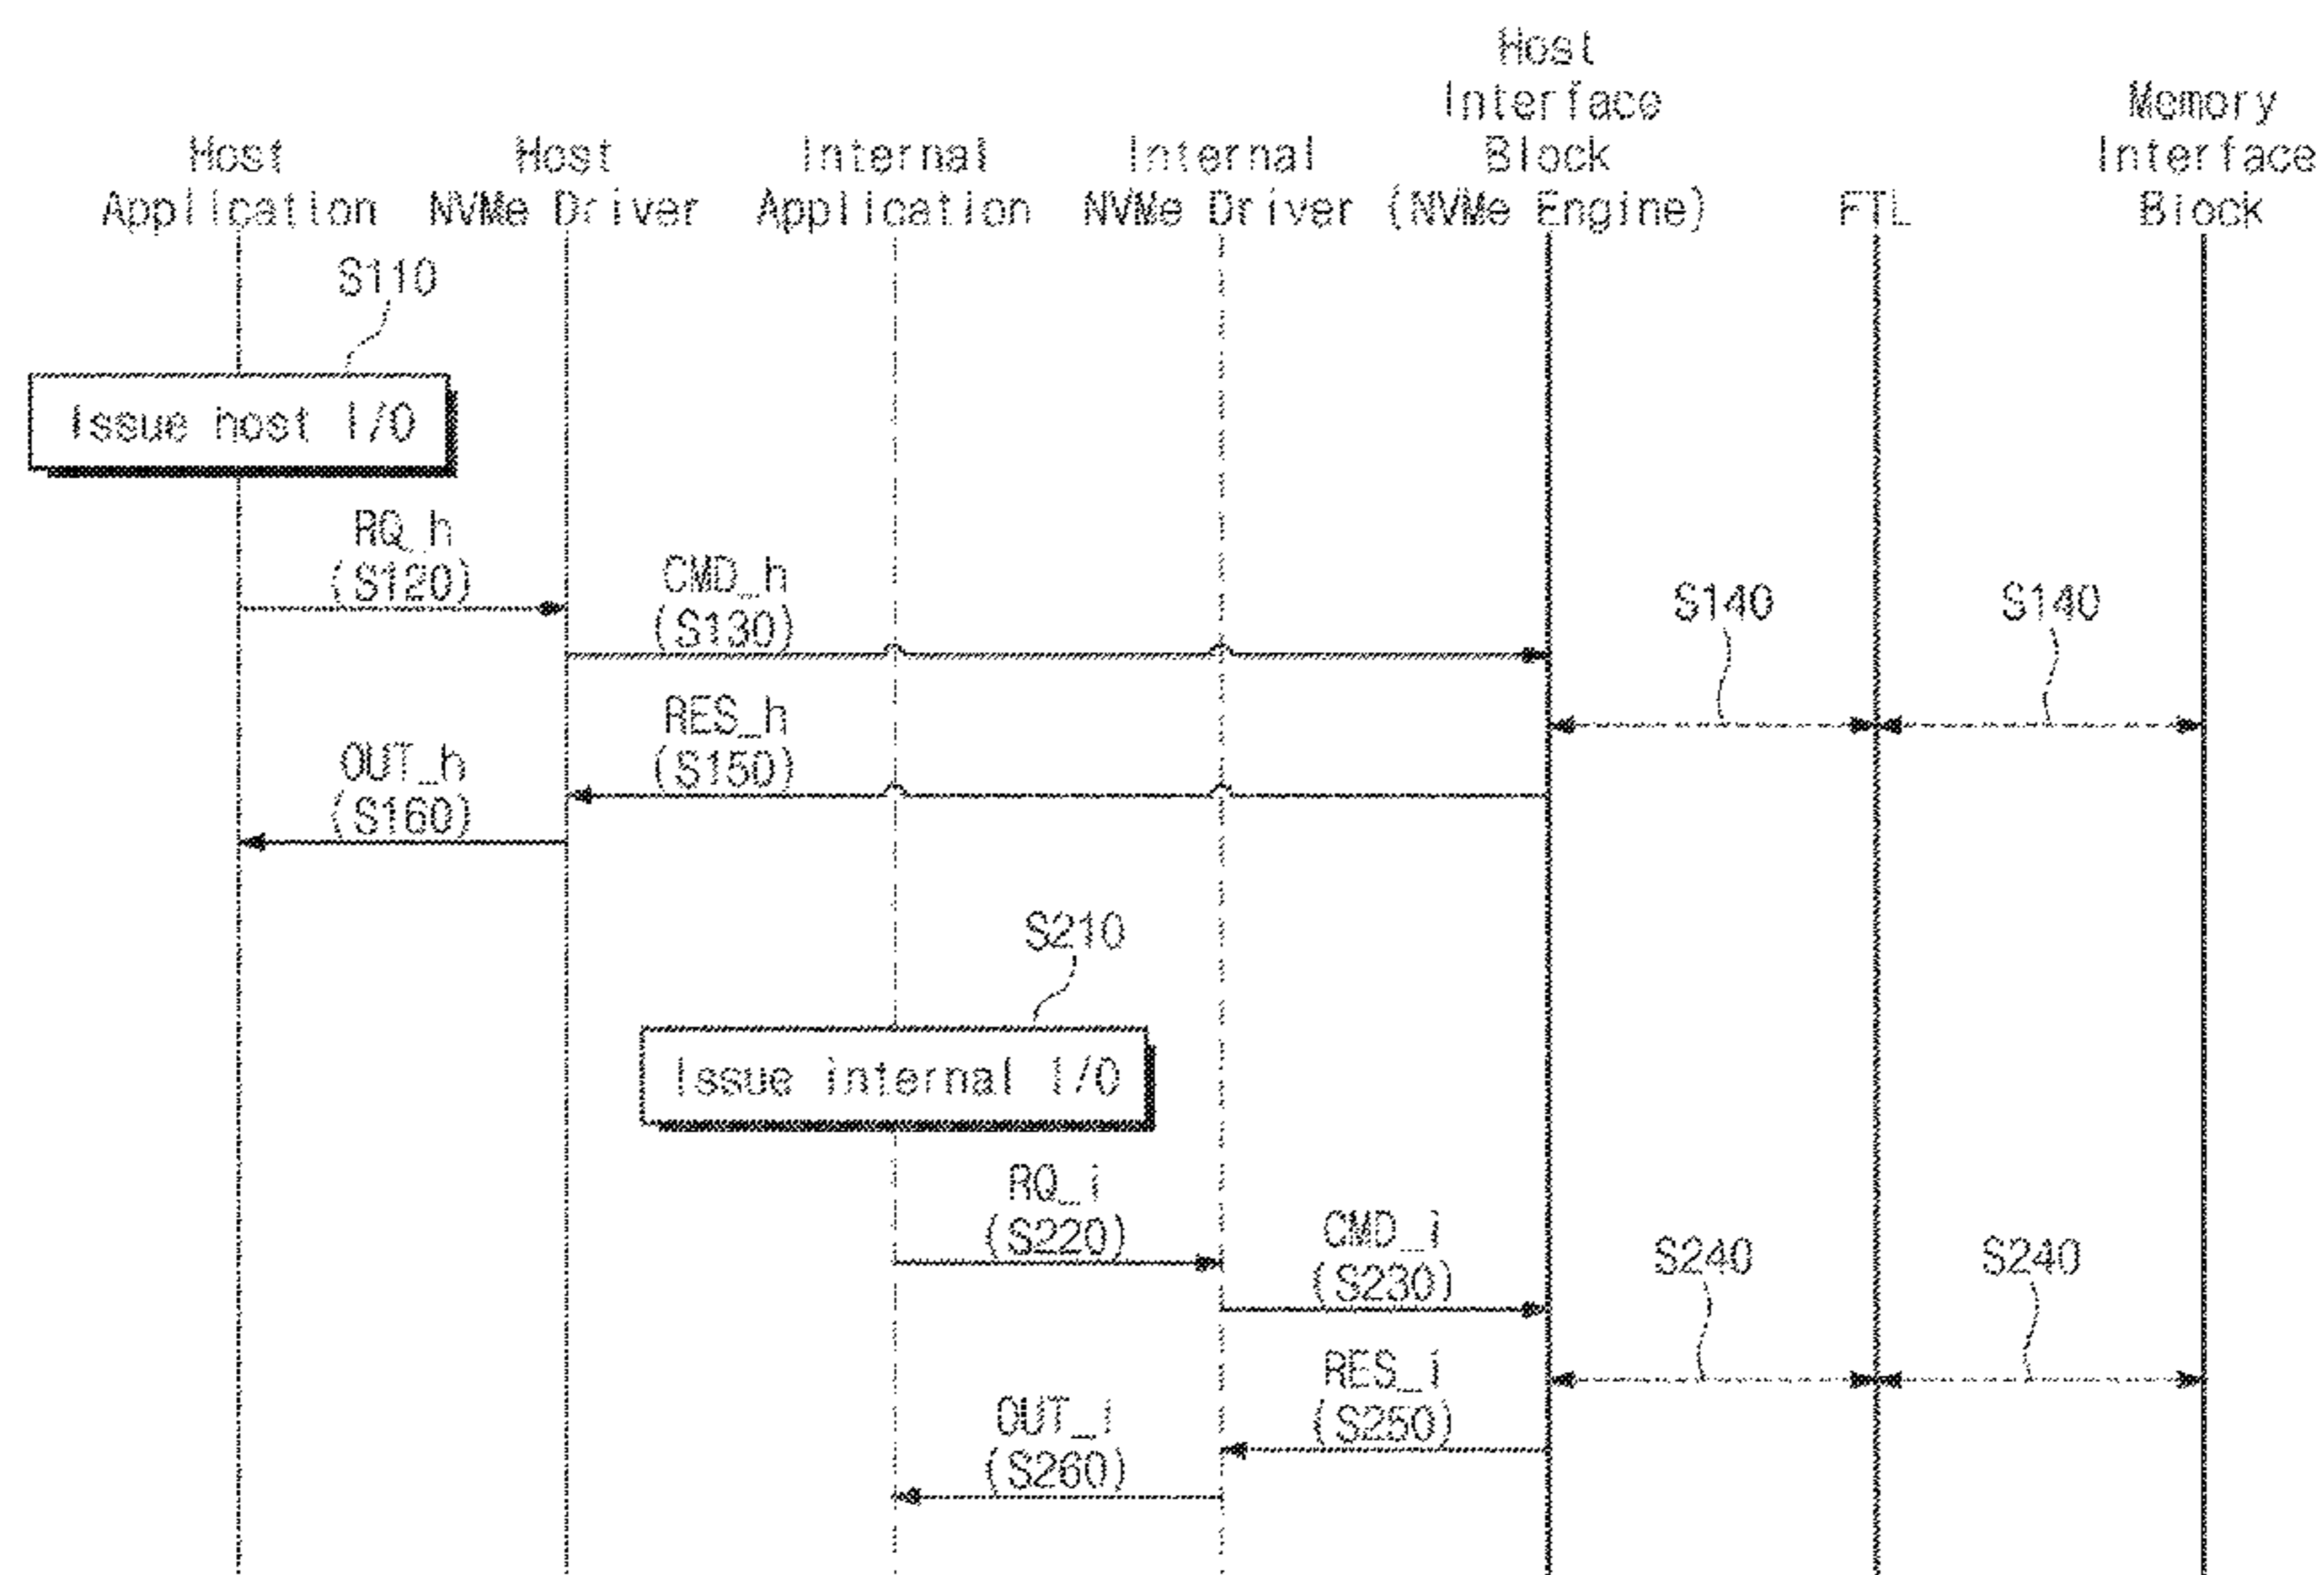 Host
Application
Host
NVMe Driver
Internal
Application
Internal
NVMe Driver
Host
Interface
Block
(NVMe Engine)
FTL
Memory
Interface
Block
S110
Issue host I/O
RQ_h
(S120)
CMD_h
(S130)
S140
S140
RES_h
(S150)
OUT_h
(S160)
S210
Issue internal I/O
RQ_i
(S220)
CMD_i
(S230)
S240
S240
RES_i
(S250)
OUT_i
(S260)